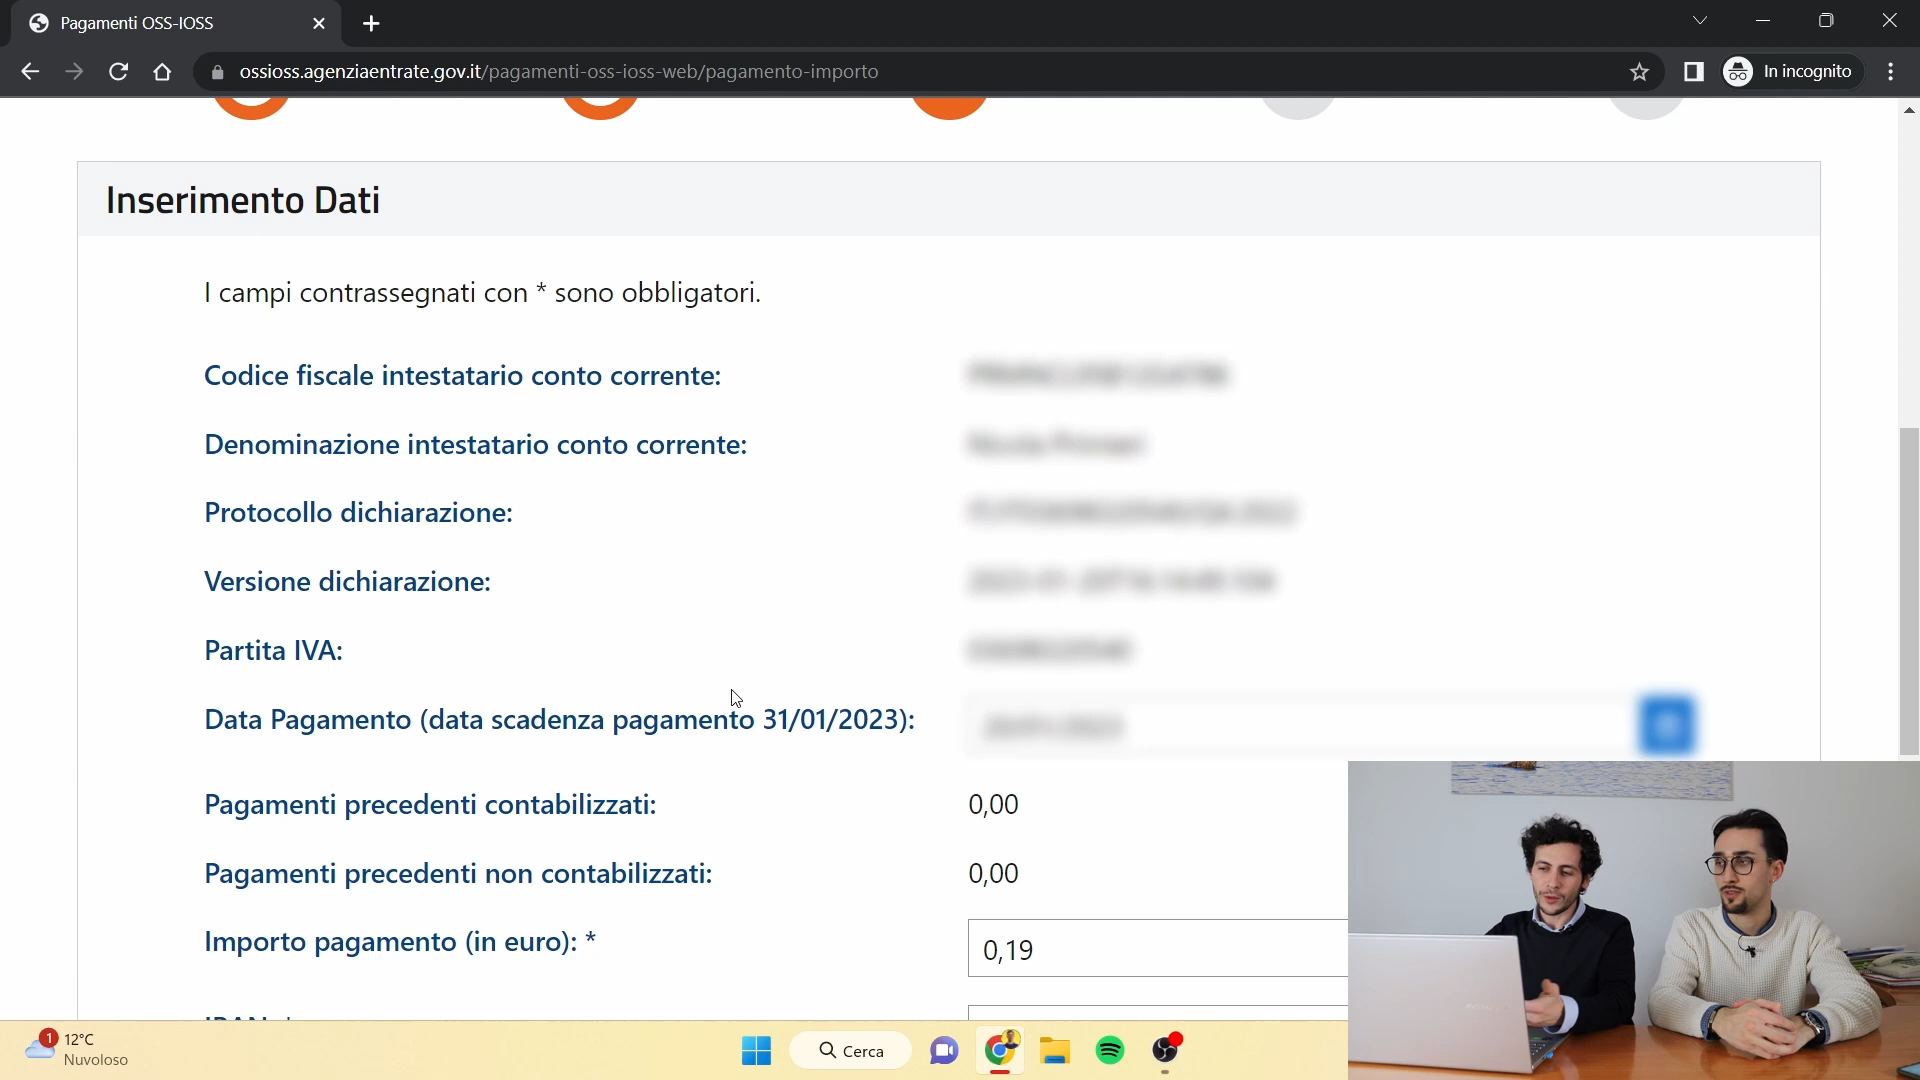 Pagamenti OSS-IOSS
ossioss.agenziaentrate.gov.it/pagamenti-oss-ioss-web/pagamento-importo
In incognito
Inserimento Dati
I campi contrassegnati con * sono obbligatori.
Codice fiscale intestatario conto corrente:
Denominazione intestatario conto corrente:
Protocollo dichiarazione:
Versione dichiarazione:
Partita IVA:
Data Pagamento (data scadenza pagamento 31/01/2023):
Pagamenti precedenti contabilizzati: 0,00
Pagamenti precedenti non contabilizzati: 0,00
Importo pagamento (in euro): * 0,19
1
12°C
Nuvoloso
Cerca